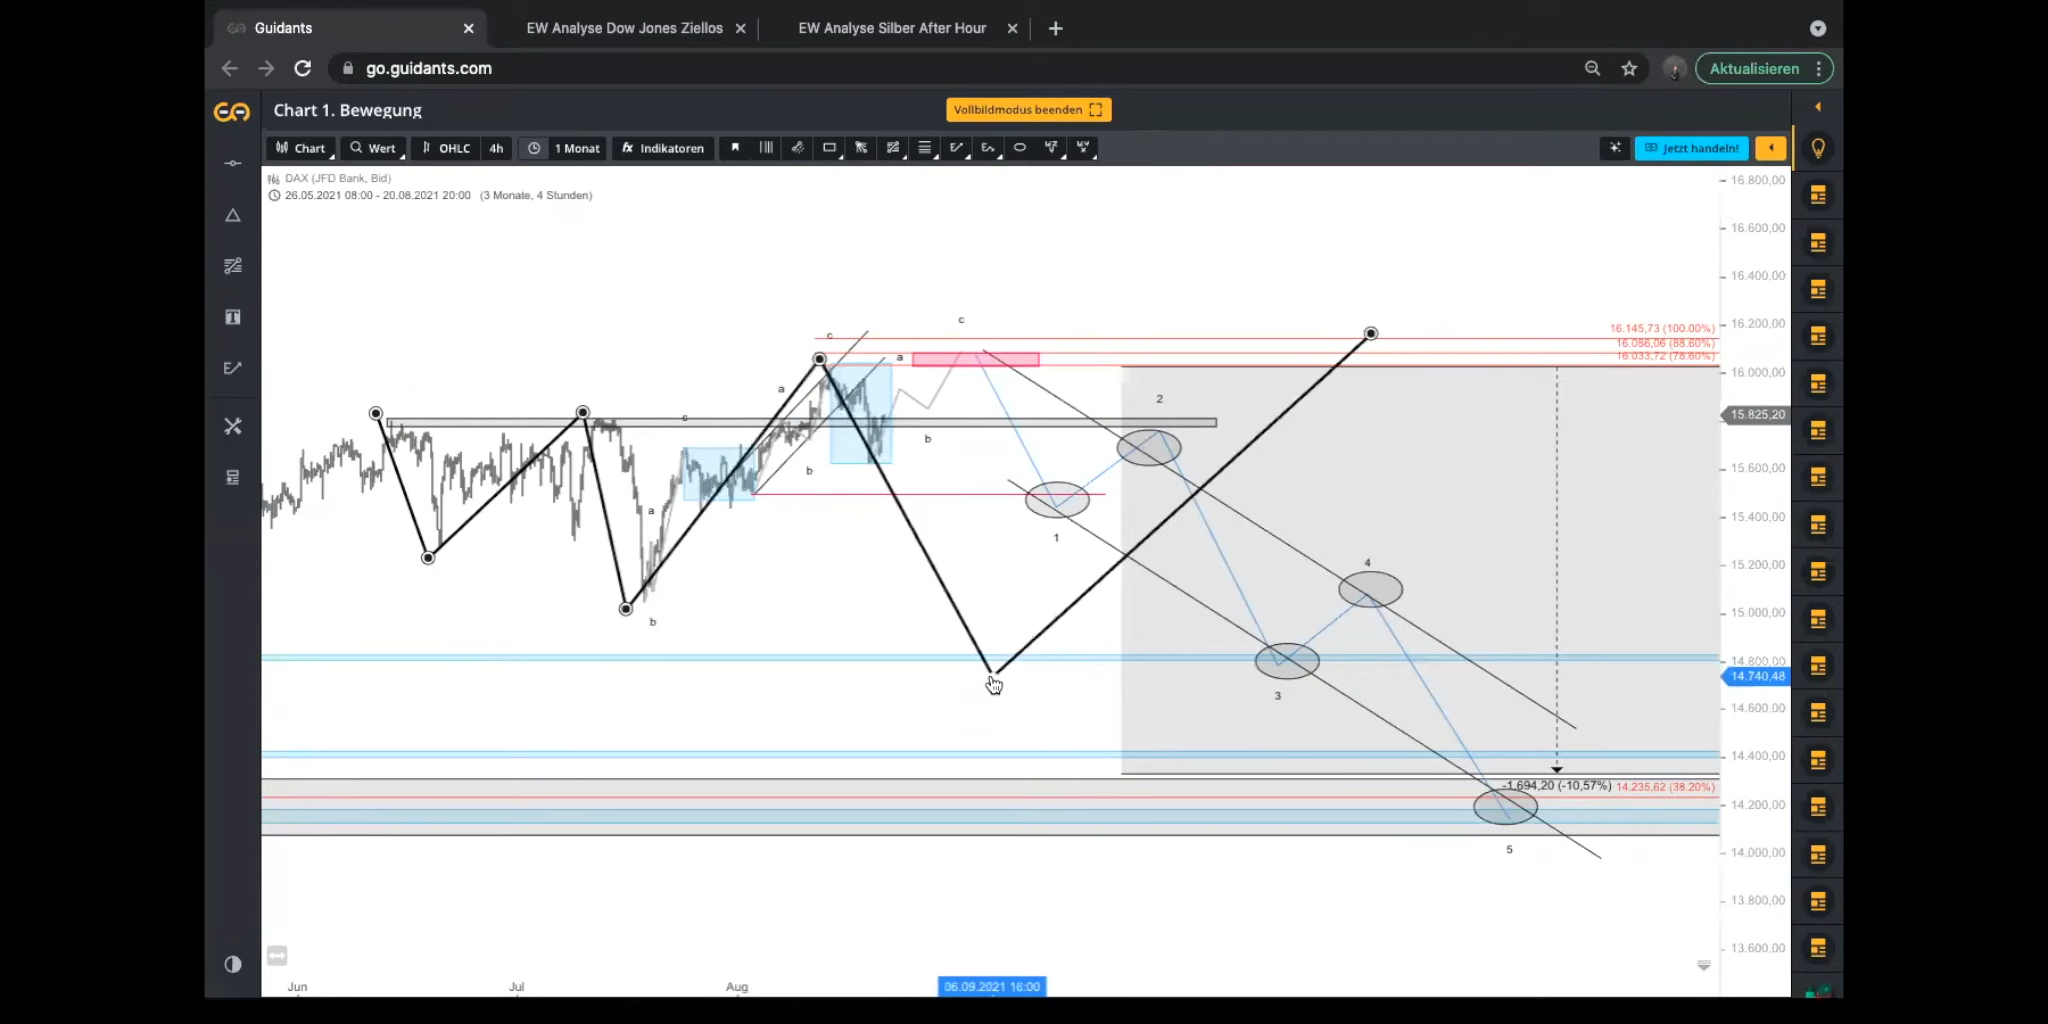 Guidants
EW Analyse Dow Jones Ziellos
EW Analyse Silber After Hour
go.guidants.com
Aktualisieren
Chart 1. Bewegung
Vollbildmodus beenden
Chart
Wert
OHLC
4h
1 Monat
fx Indikatoren
Jetzt handeln!
DAX (JFD Bank, Bid)
26.05.2021 08:00 - 20.08.2021 20:00 (3 Monate, 4 Stunden)
16.800,00
16.600,00
16.400,00
16.200,00
16.000,00
15.825,20
15.600,00
15.400,00
15.200,00
15.000,00
14.800,00
14.740,48
14.600,00
14.400,00
14.200,00
14.000,00
13.800,00
13.600,00
16.145,73 (100.00%)
16.086,06 (88.60%)
16.033,72 (78.60%)
c
c
a
a
2
c
b
b
a
1
4
b
3
-1.694,20 (-10,57%)
14.235,62 (38.20%)
5
Jun
Jul
Aug
06.09.2021 16:00